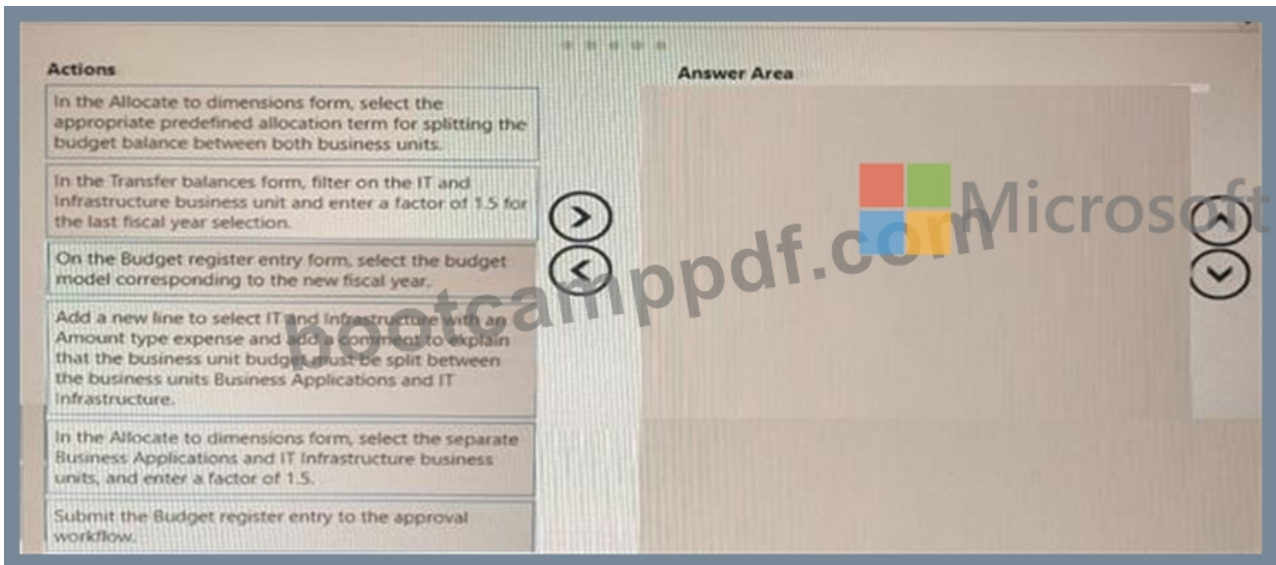 Actions
Answer Area
In the Allocate to dimensions form, select the
appropriate predefined allocation term for splitting the
budget balance between both business units.
In the Transfer balances form, filter on the IT and
Infrastructure business unit and enter a factor of 1.5 for
the last fiscal year selection.
On the Budget register entry form, select the budget
model corresponding to the new fiscal year.
Add a new line to select IT and Infrastructure with an
Amount type expense and add a comment to explain
that the business unit budget must be split between
the business units Business Applications and IT
Infrastructure.
In the Allocate to dimensions form, select the separate
Business Applications and IT Infrastructure business
units, and enter a factor of 1.5.
Submit the Budget register entry to the approval
workflow.
Microsoft
bootcamppdf.com